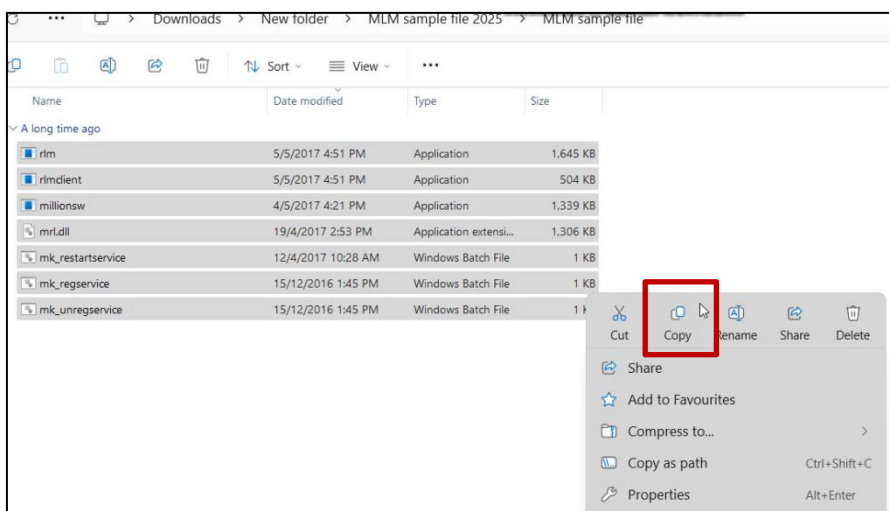 Downloads > New folder > MLM sample file 2025 > MLM sample file
Sort View
Name Date modified Type Size
A long time ago
rlm 5/5/2017 4:51 PM Application 1,645 KB
rlmclient 5/5/2017 4:51 PM Application 504 KB
millionsw 4/5/2017 4:21 PM Application 1,339 KB
mrl.dll 19/4/2017 2:53 PM Application extensi... 1,306 KB
mk_restartservice 12/4/2017 10:28 AM Windows Batch File 1 KB
mk_regservice 15/12/2016 1:45 PM Windows Batch File 1 KB
mk_unregservice 15/12/2016 1:45 PM Windows Batch File 1
Cut Copy Rename Share Delete
Share
Add to Favourites
Compress to...
Copy as path Ctrl+Shift+C
Properties Alt+Enter